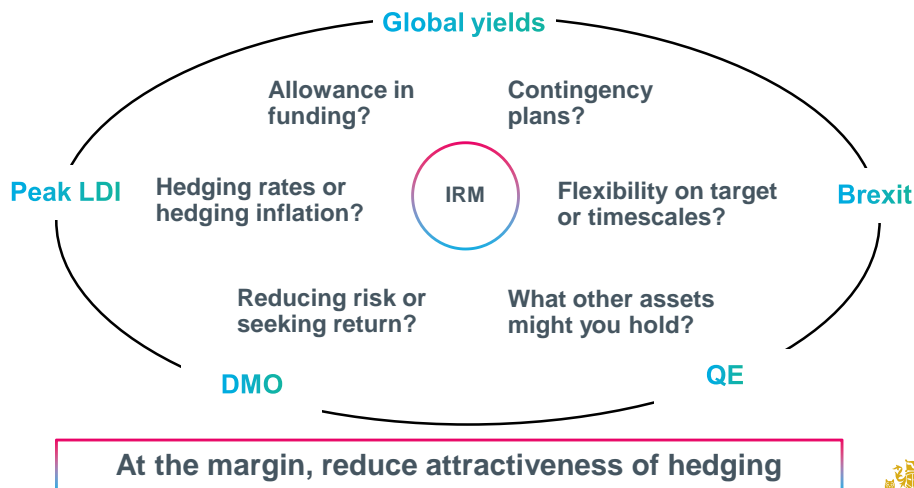 Global yields
Allowance in
funding?
Contingency
plans?
Peak LDI
Hedging rates or
hedging inflation?
IRM
Flexibility on target
or timescales?
Brexit
Reducing risk or
seeking return?
What other assets
might you hold?
DMO
QE
At the margin, reduce attractiveness of hedging